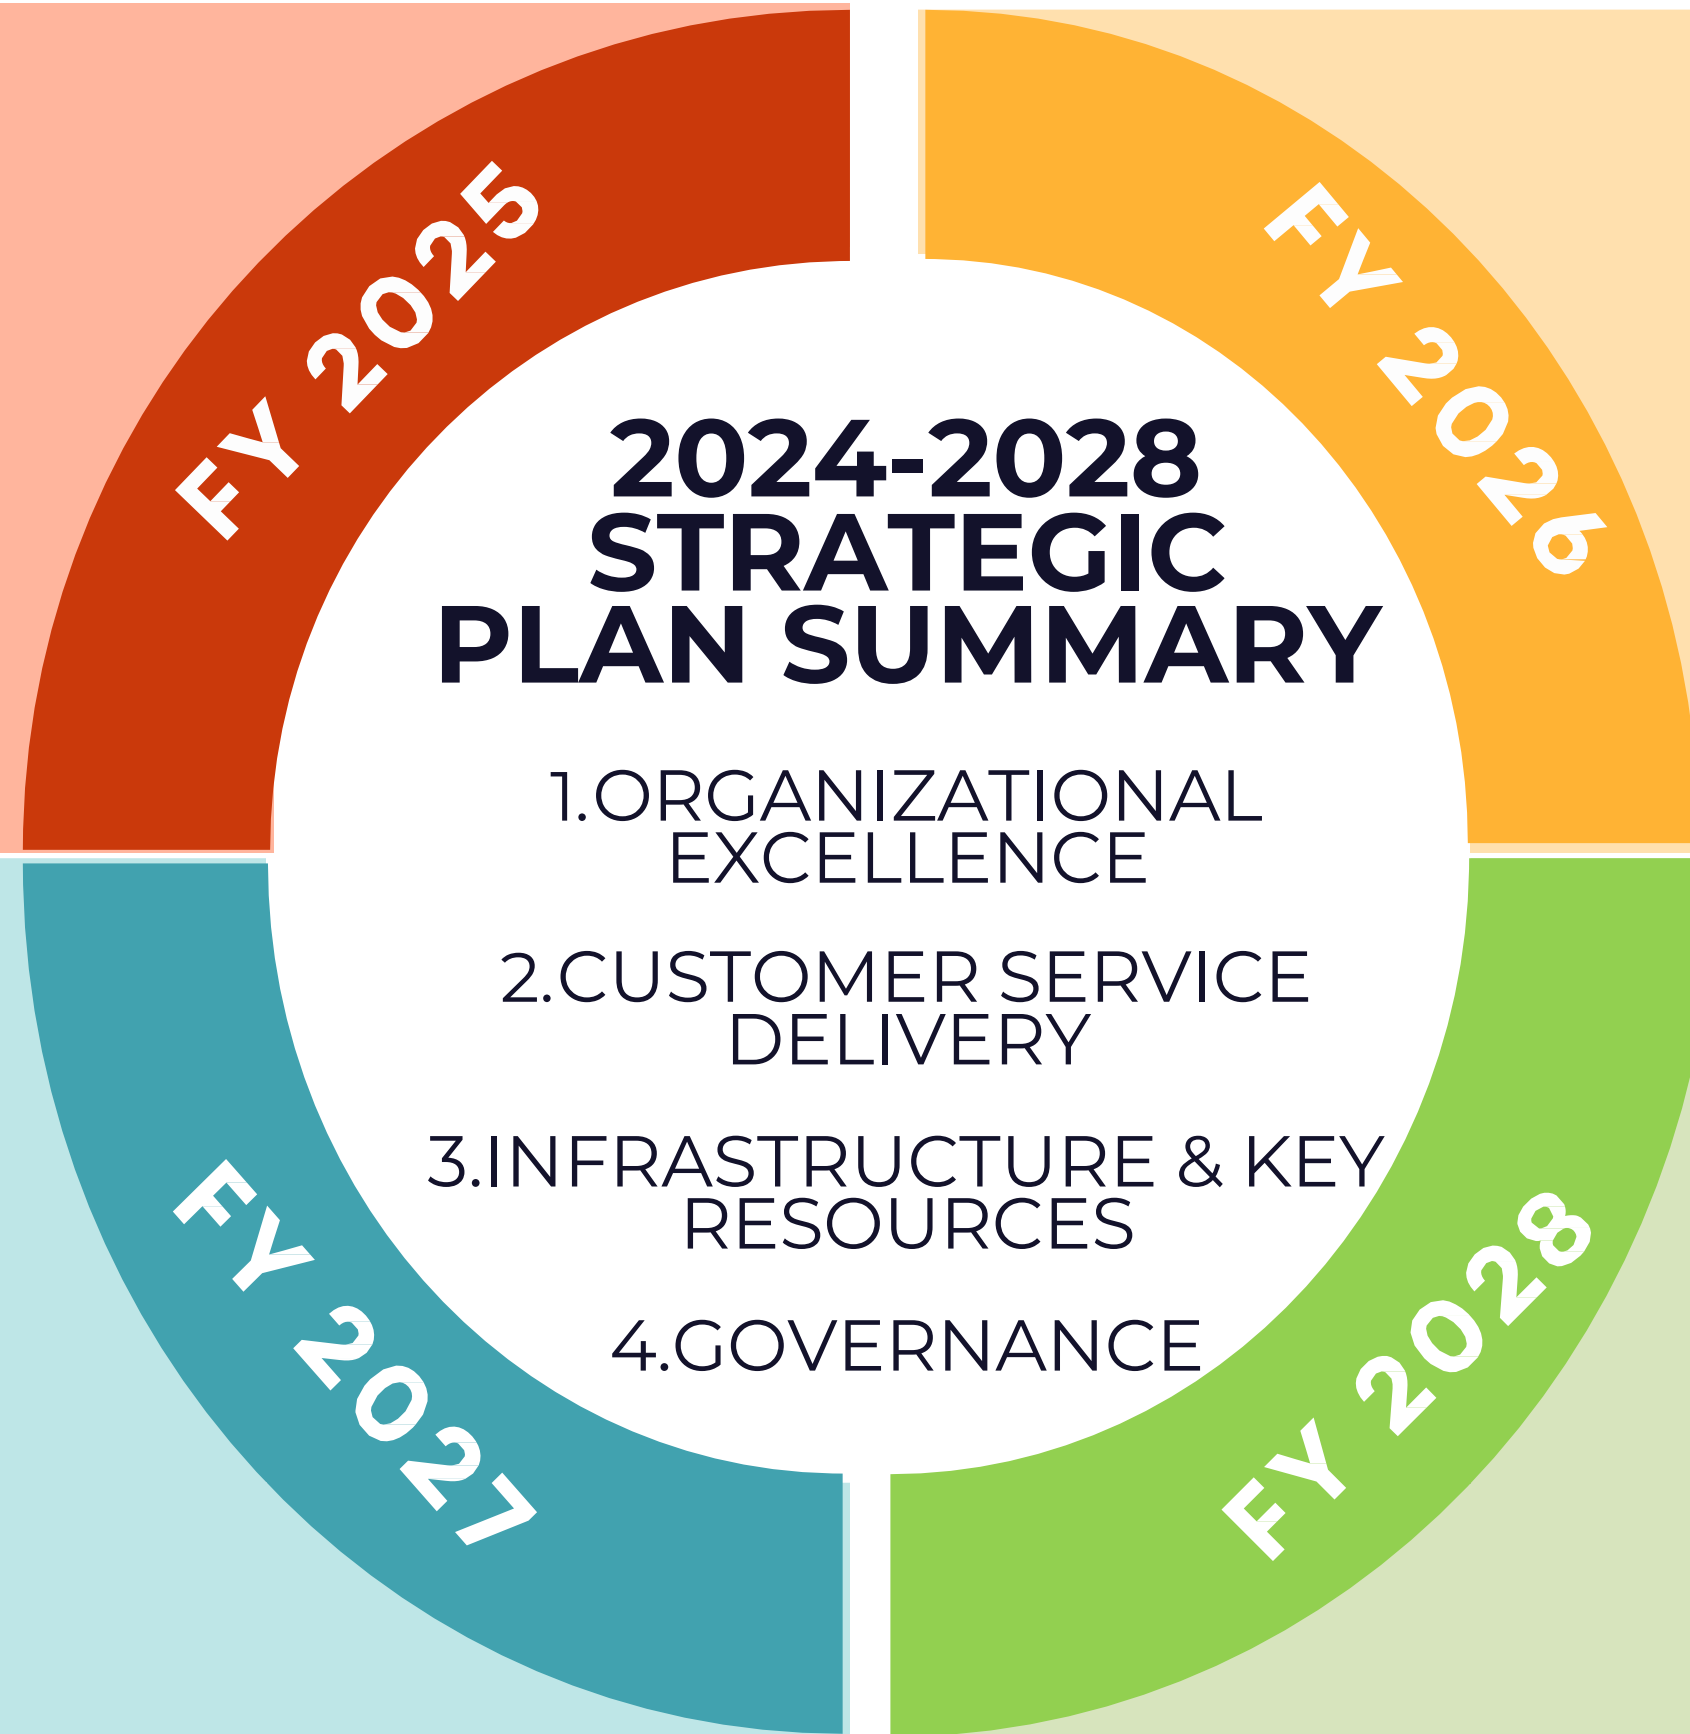 FY 2025
FY 2026
2024-2028
STRATEGIC
PLAN SUMMARY
1.ORGANIZATIONAL
EXCELLENCE
2.CUSTOMER SERVICE
DELIVERY
3.INFRASTRUCTURE & KEY
RESOURCES
4.GOVERNANCE
FY 2027
FY 2028